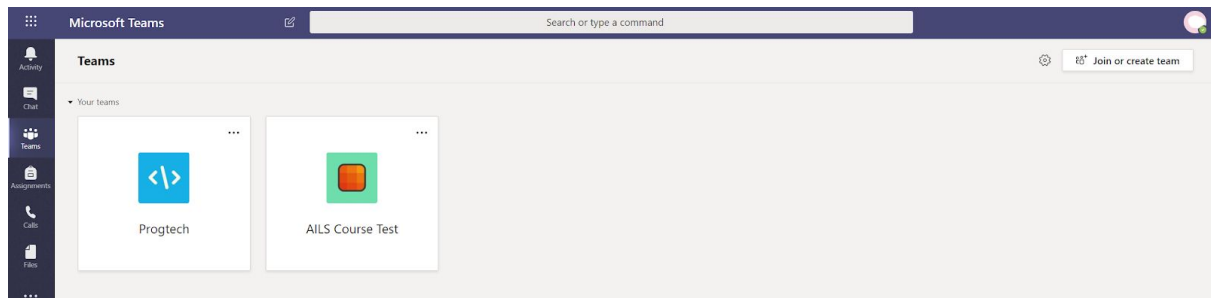 Microsoft Teams
Search or type a command
Activity
Chat
Teams
Assignments
Calls
Files
Teams
Join or create team
Your teams
Progtech
AILS Course Test